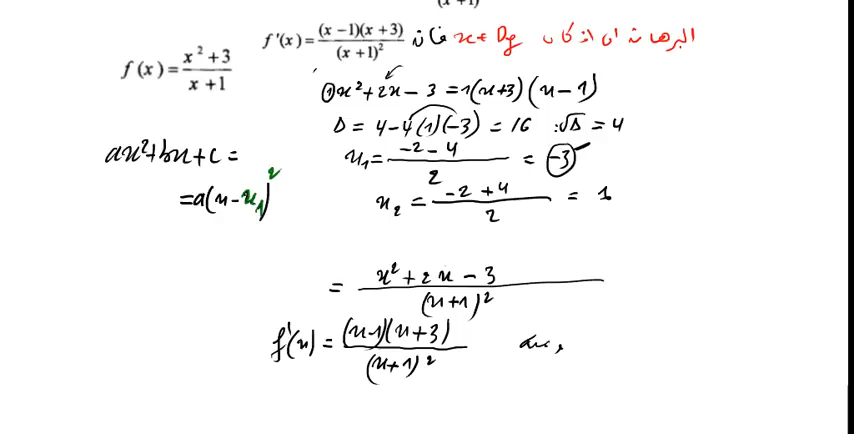 (x+1)
البرهان ان اذا كان x ∈ Df فان f'(x) = (x−1)(x+3) / (x+1)²
f(x) = x² + 3 / x + 1
①x² + 2x − 3 = 1(x+3)(x−1)
Δ = 4 − 4(1)(−3) = 16 : √Δ = 4
ax² + bx + c =
x₁ = −2 − 4 / 2 = −3
= a(x − x₁)²
x₂ = −2 + 4 / 2 = 1
= x² + 2x − 3 / (x+1)²
f'(x) = (x−1)(x+3) / (x+1)²